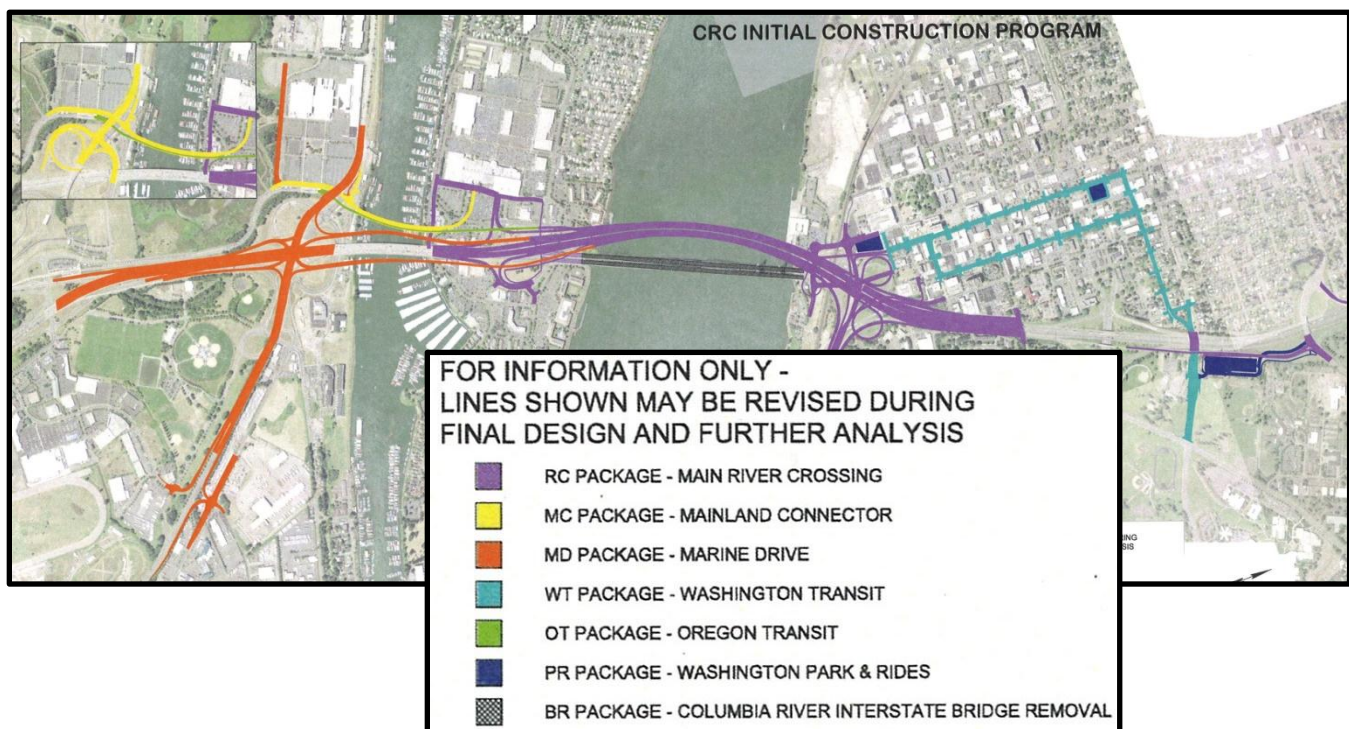 CRC INITIAL CONSTRUCTION PROGRAM
FOR INFORMATION ONLY -
LINES SHOWN MAY BE REVISED DURING
FINAL DESIGN AND FURTHER ANALYSIS
RC PACKAGE - MAIN RIVER CROSSING
MC PACKAGE - MAINLAND CONNECTOR
MD PACKAGE - MARINE DRIVE
WT PACKAGE - WASHINGTON TRANSIT
OT PACKAGE - OREGON TRANSIT
PR PACKAGE - WASHINGTON PARK & RIDES
BR PACKAGE - COLUMBIA RIVER INTERSTATE BRIDGE REMOVAL